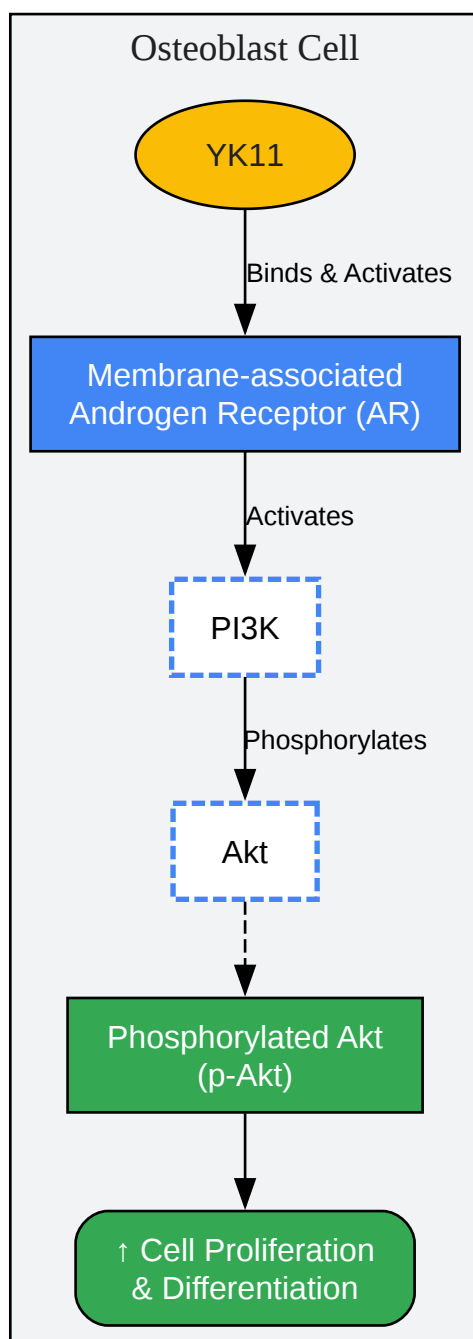 Osteoblast Cell
YK11
Binds & Activates
Membrane-associated
Androgen Receptor (AR)
Activates
PI3K
Phosphorylates
Akt
Phosphorylated Akt
(p-Akt)
↑ Cell Proliferation
& Differentiation